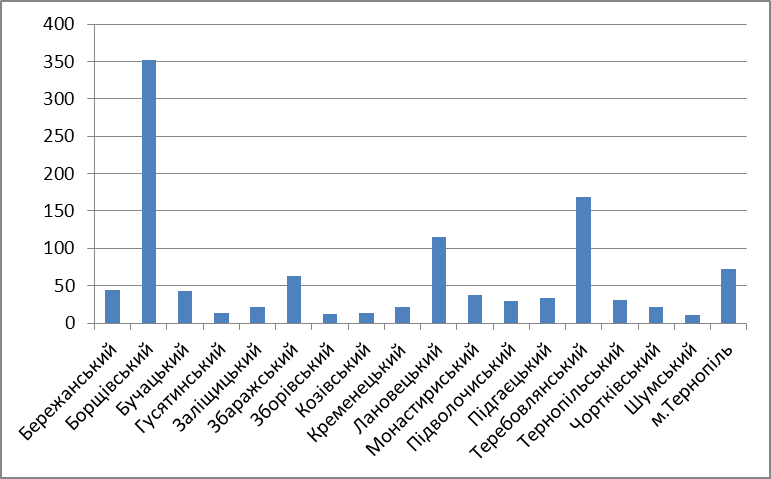 400
350
300
250
200
150
100
50
0
Бережанський
Борщівський
Бучацький
Гусятинський
Заліщицький
Збаражський
Зборівський
Козівський
Кременецький
Лановецький
Монастириський
Підволочиський
Підгаєцький
Теребовлянський
Тернопільський
Чортківський
Шумський
м.Тернопіль